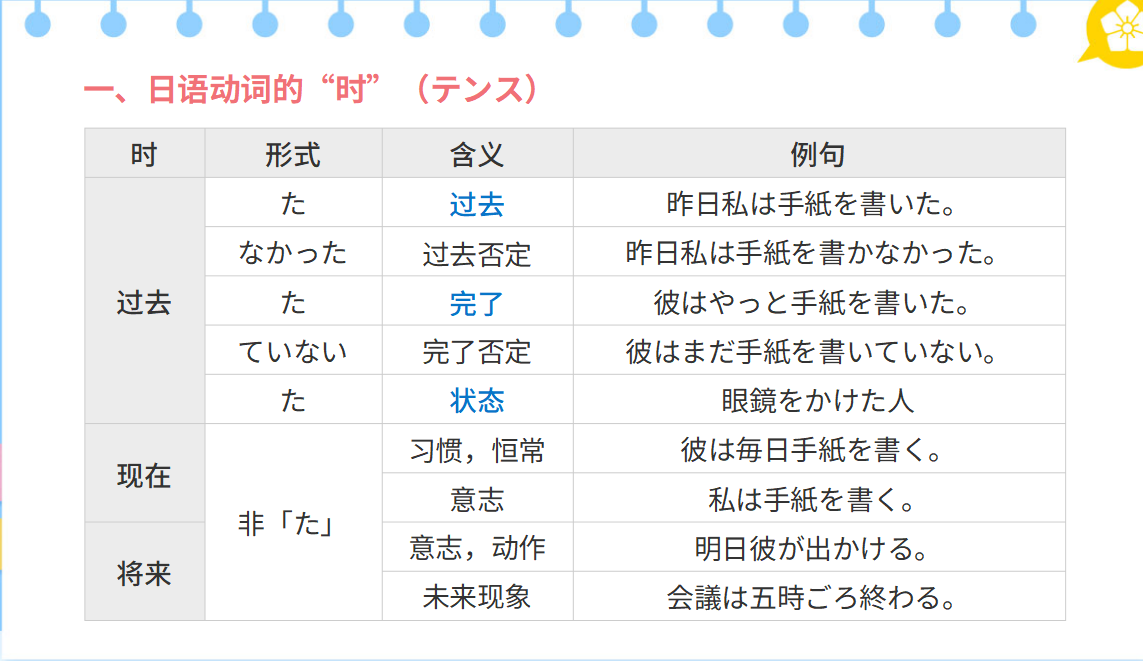 一、日语动词的“时”（テンス）
时 形式 含义 例句
过去 た 过去 昨日私は手紙を書いた。
なかった 过去否定 昨日私は手紙を書かなかった。
た 完了 彼はやっと手紙を書いた。
ていない 完了否定 彼はまだ手紙を書いていない。
た 状态 眼鏡をかけた人
现在 非「た」 习惯，恒常 彼は毎日手紙を書く。
意志 私は手紙を書く。
将来 意志，动作 明日彼が出かける。
未来现象 会議は五時ごろ終わる。